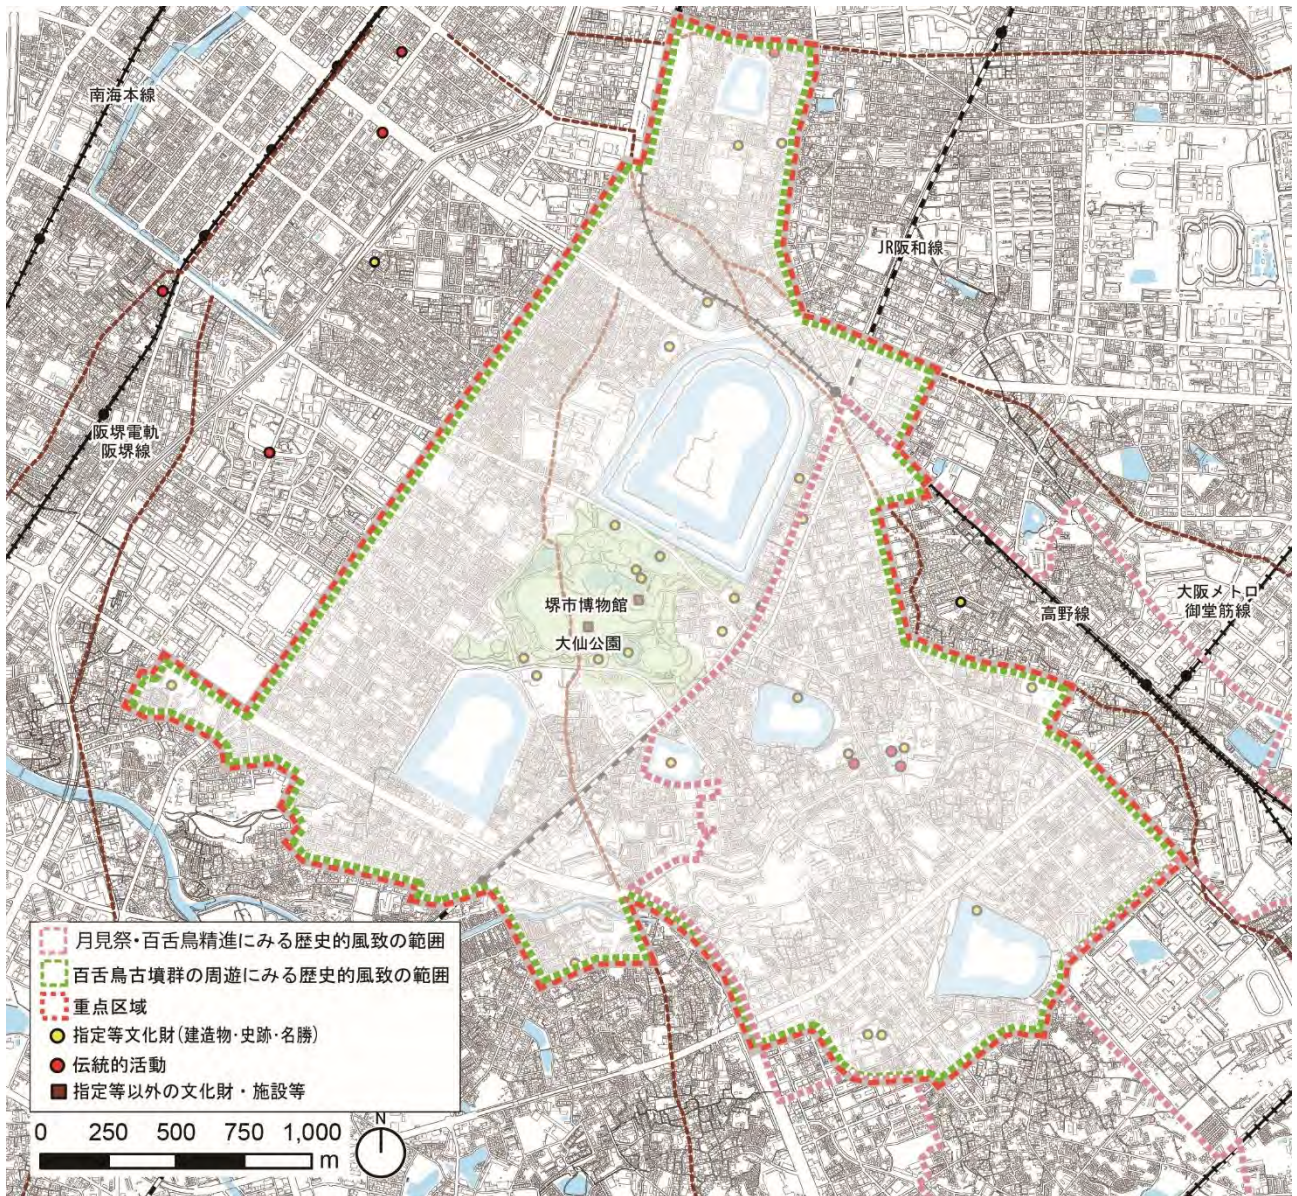 南海本線
JR阪和線
阪堺電軌
阪堺線
大阪メトロ
御堂筋線
高野線
堺市博物館
大仙公園
月見祭・百舌鳥精進にみる歴史的風致の範囲
百舌鳥古墳群の周遊にみる歴史的風致の範囲
重点区域
指定等文化財(建造物・史跡・名勝)
伝統的活動
指定等以外の文化財・施設等
0 250 500 750 1,000
m
N